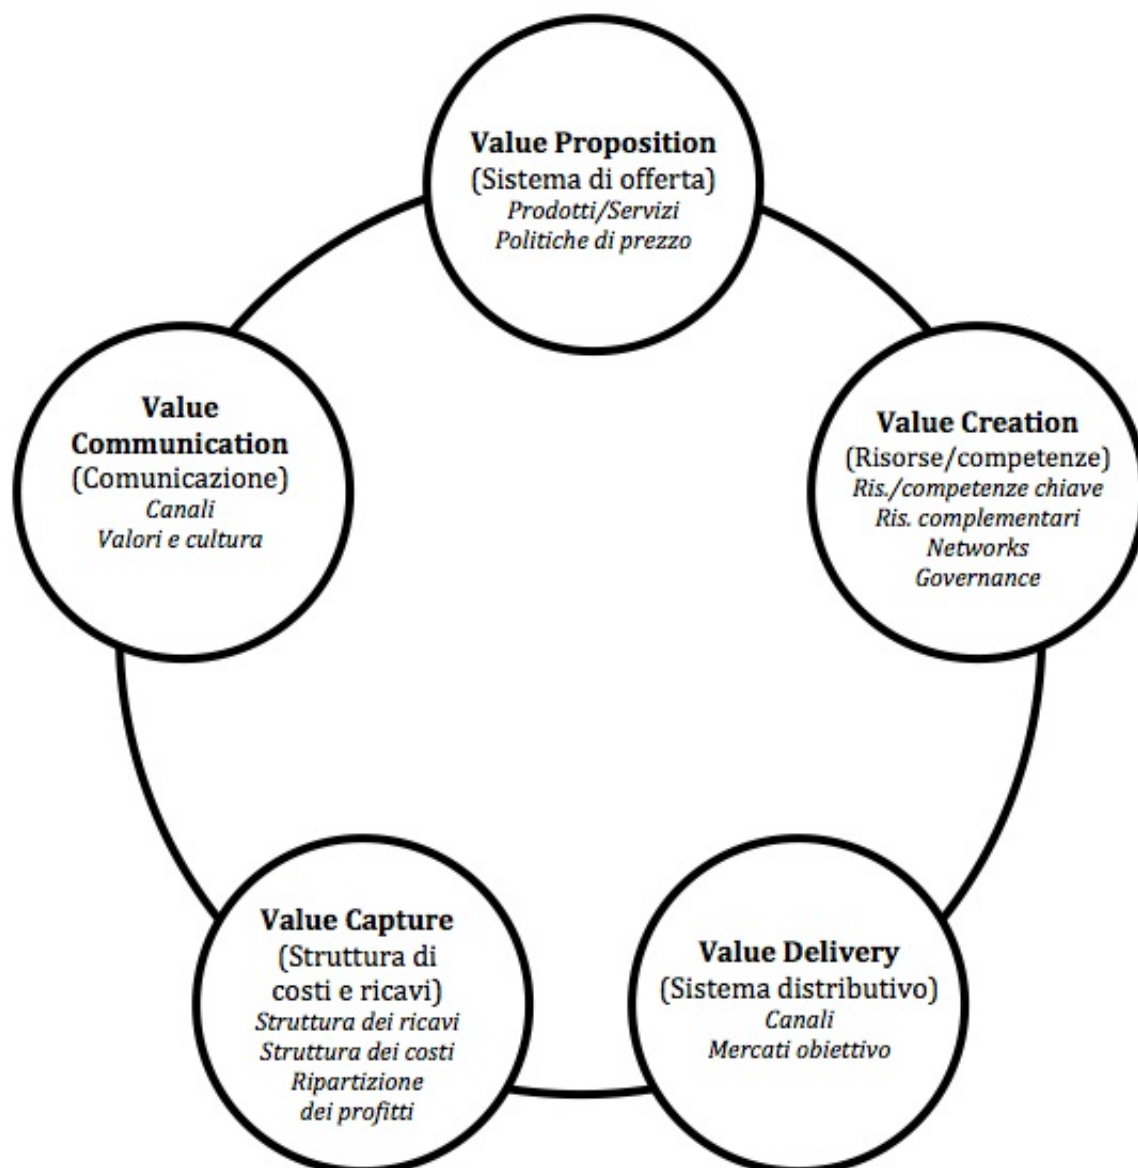 Value Proposition
(Sistema di offerta)
Prodotti/Servizi
Politiche di prezzo
Value
Communication
(Comunicazione)
Canali
Valori e cultura
Value Creation
(Risorse/competenze)
Ris./competenze chiave
Ris. complementari
Networks
Governance
Value Capture
(Struttura di
costi e ricavi)
Struttura dei ricavi
Struttura dei costi
Ripartizione
dei profitti
Value Delivery
(Sistema distributivo)
Canali
Mercati obiettivo